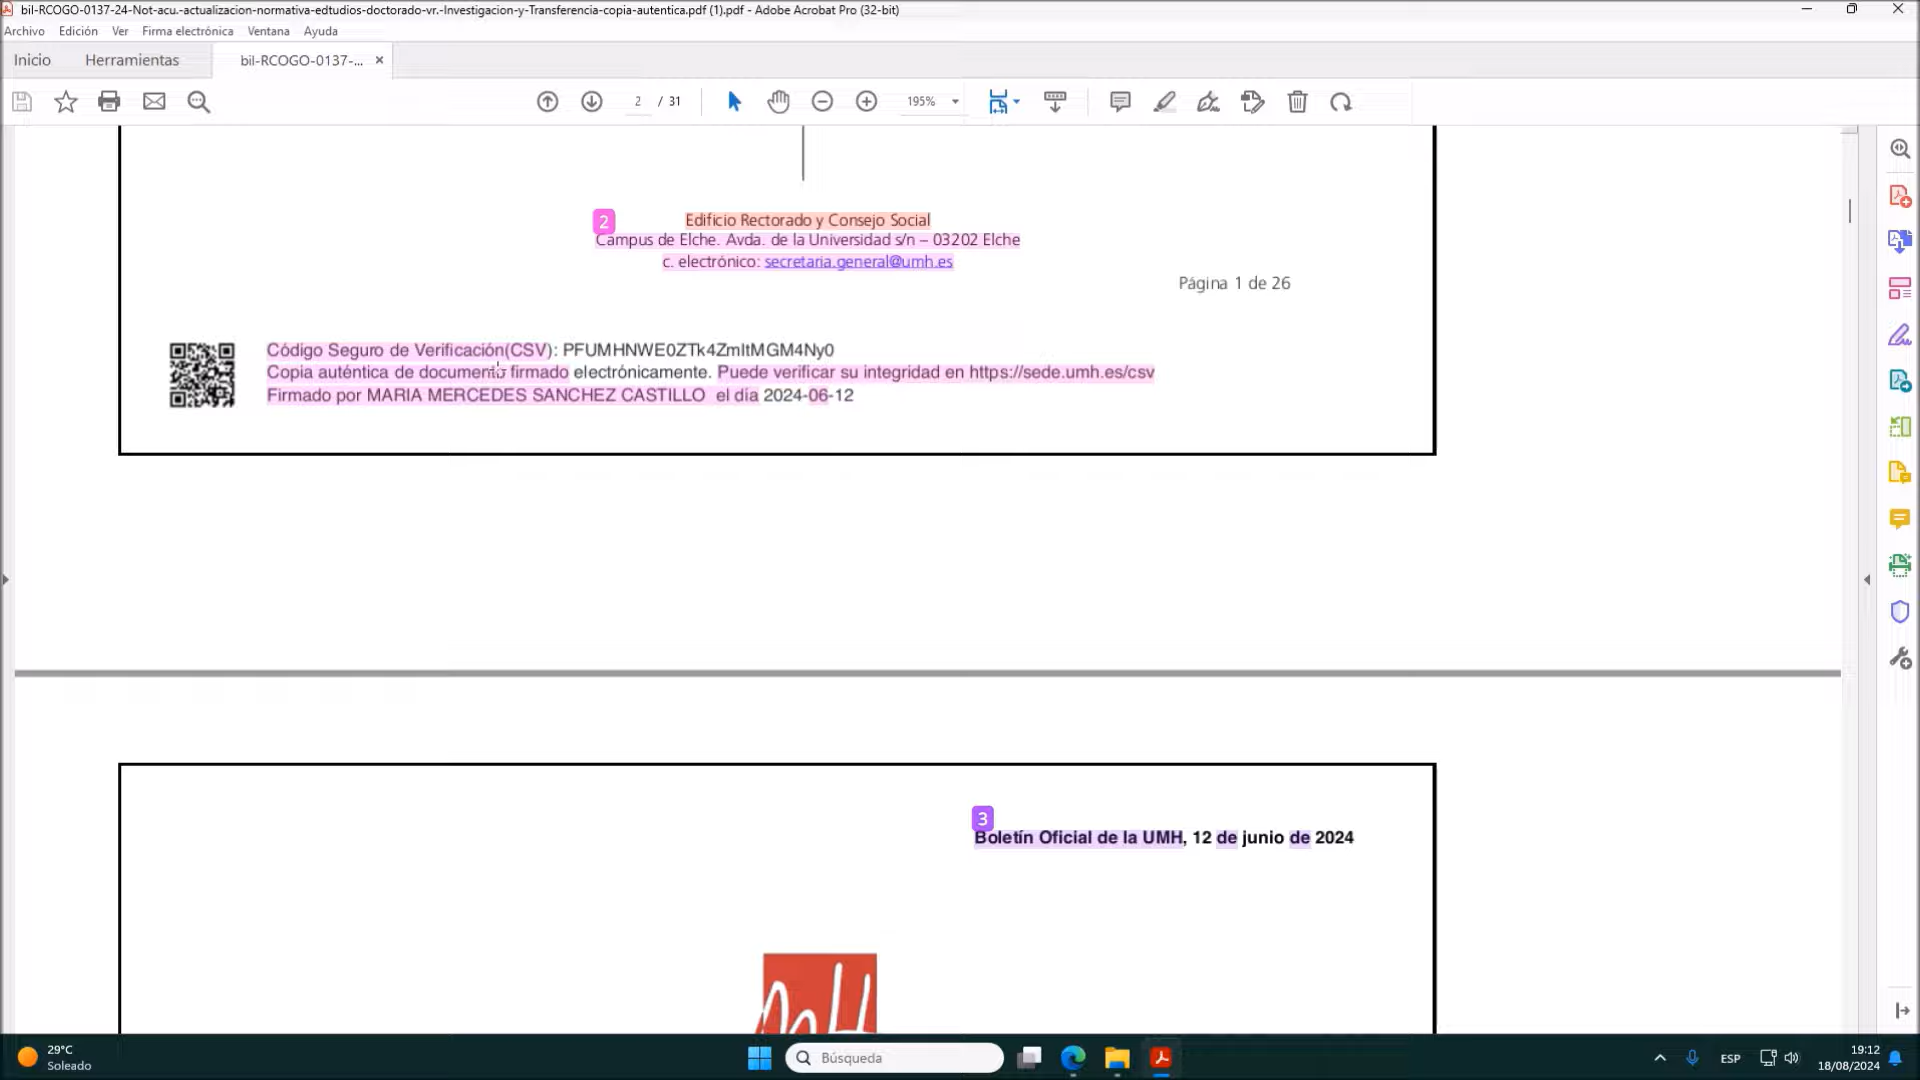 bil-RCOGO-0137-24-Not-acu.-actualizacion-normativa-edtudios-doctorado-vr.-Investigacion-y-Transferencia-copia-autentica.pdf (1).pdf - Adobe Acrobat Pro (32-bit)
Archivo Edición Ver Firma electrónica Ventana Ayuda
Inicio Herramientas bil-RCOGO-0137-... ×
2 / 31 195%
2 Edificio Rectorado y Consejo Social
Campus de Elche. Avda. de la Universidad s/n – 03202 Elche
c. electrónico: secretaria.general@umh.es
Página 1 de 26
Código Seguro de Verificación(CSV): PFUMHNWE0ZTk4ZmItMGM4Ny0
Copia auténtica de documento firmado electrónicamente. Puede verificar su integridad en https://sede.umh.es/csv
Firmado por MARIA MERCEDES SANCHEZ CASTILLO el día 2024-06-12
3
Boletín Oficial de la UMH, 12 de junio de 2024
29°C
Soleado
Búsqueda
ESP
19:12
18/08/2024